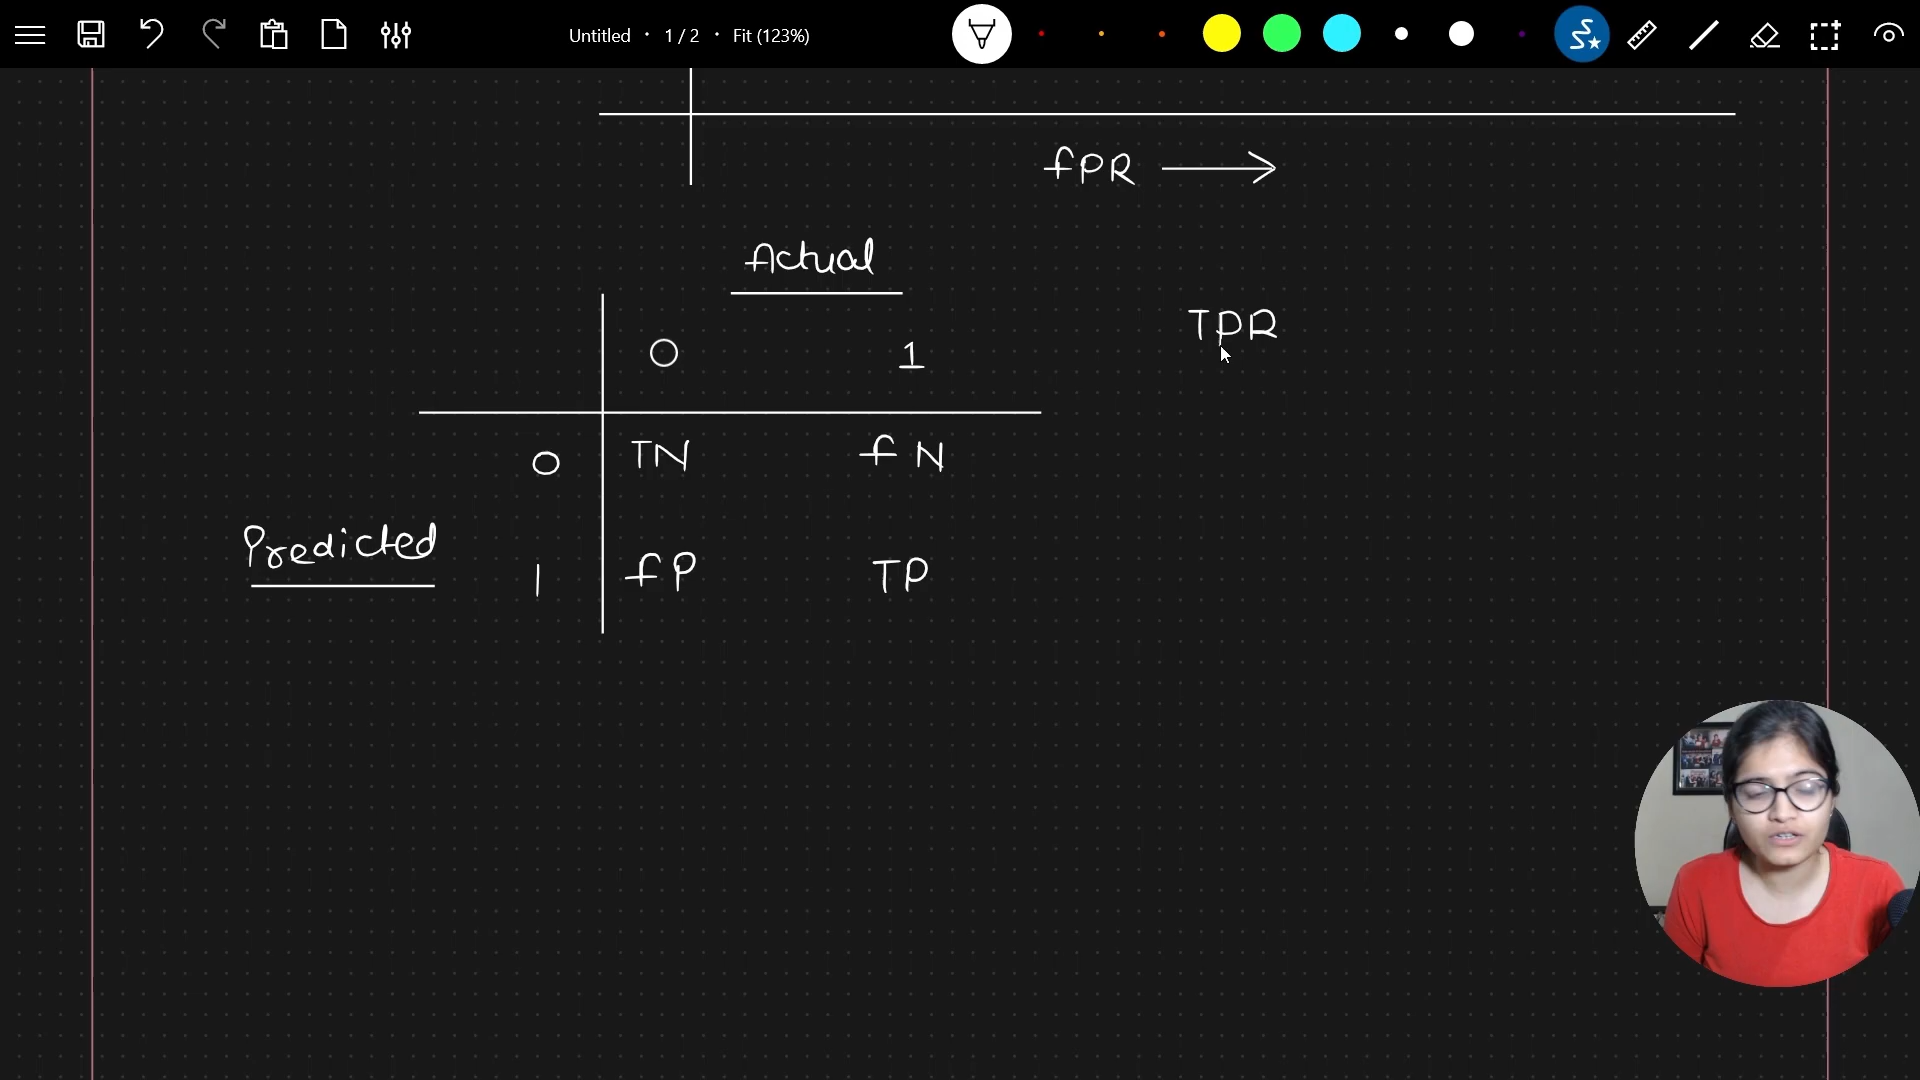 Untitled • 1 / 2 • Fit (123%)
fPR
Actual
TPR
0 1
0 TN fN
Predicted
1 fP TP